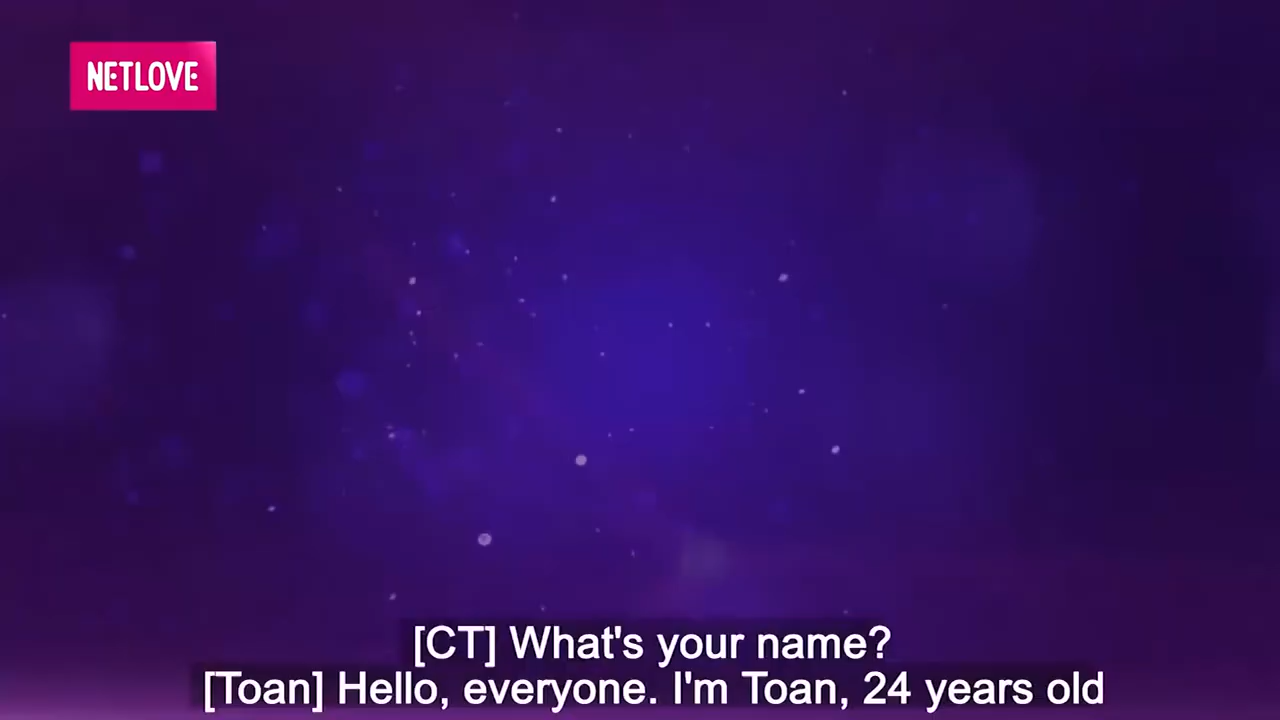 NETLOVE
[CT] What's your name?
[Toan] Hello, everyone. I'm Toan, 24 years old